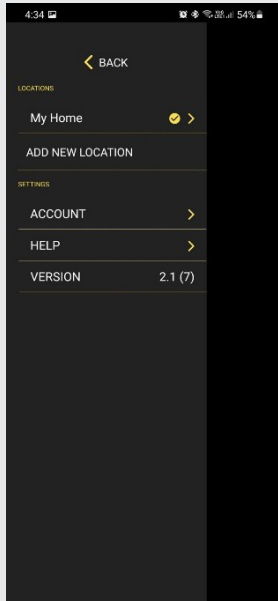 4:34 54%
BACK
LOCATIONS
My Home
ADD NEW LOCATION
SETTINGS
ACCOUNT
HELP
VERSION 2.1 (7)